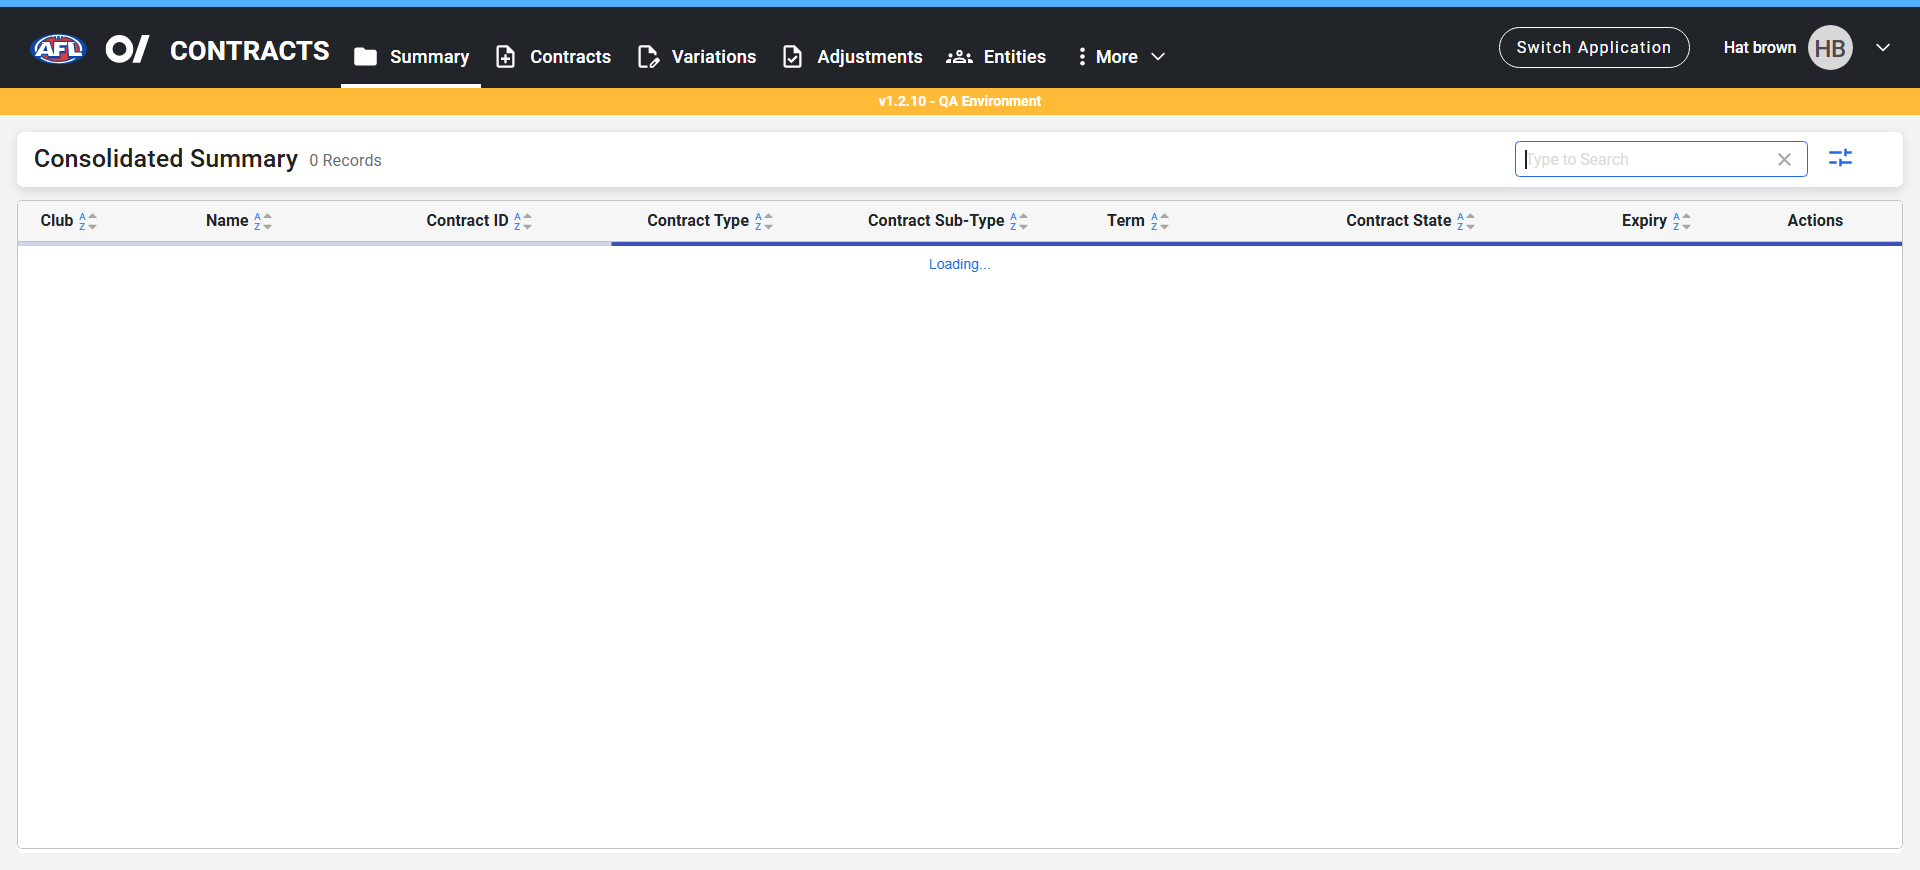 AFL O/ CONTRACTS Summary Contracts Variations Adjustments Entities More Switch Application Hat brown HB
v1.2.10 - QA Environment
Consolidated Summary 0 Records Type to Search
Club Name Contract ID Contract Type Contract Sub-Type Term Contract State Expiry Actions
Loading...